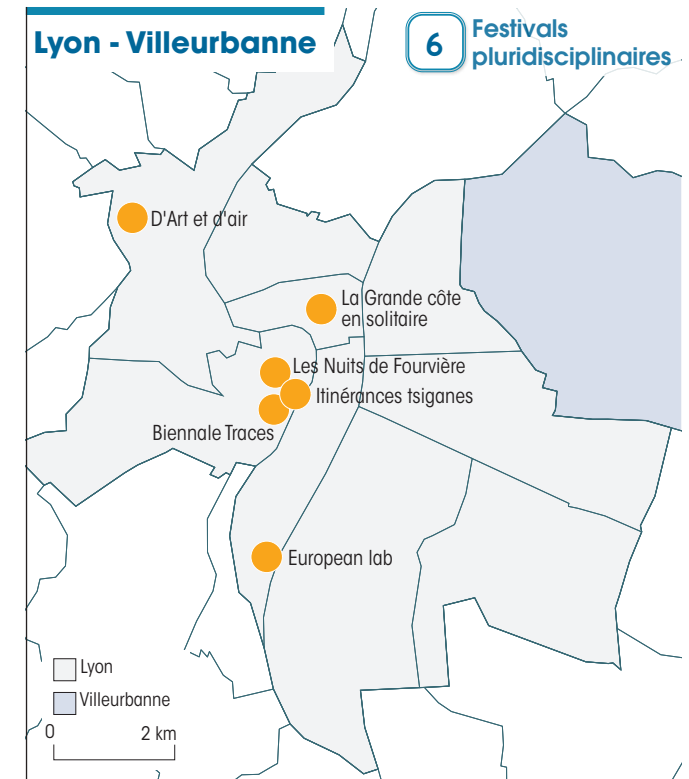 Lyon - Villeurbanne
6
Festivals
pluridisciplinaires
D'Art et d'air
La Grande côte
en solitaire
Les Nuits de Fourvière
Itinérances tsiganes
Biennale Traces
European lab
Lyon
Villeurbanne
0
2 km